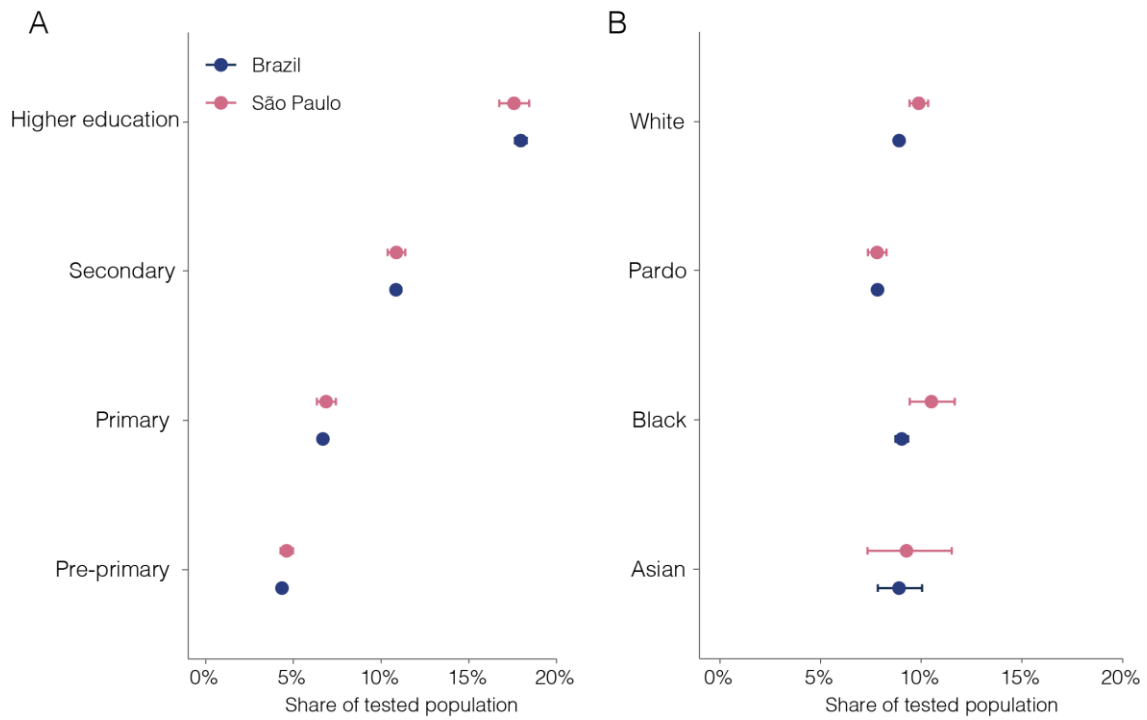 A
Brazil
São Paulo
Higher education
Secondary
Primary
Pre-primary
0% 5% 10% 15% 20%
Share of tested population
B
White
Pardo
Black
Asian
0% 5% 10% 15% 20%
Share of tested population